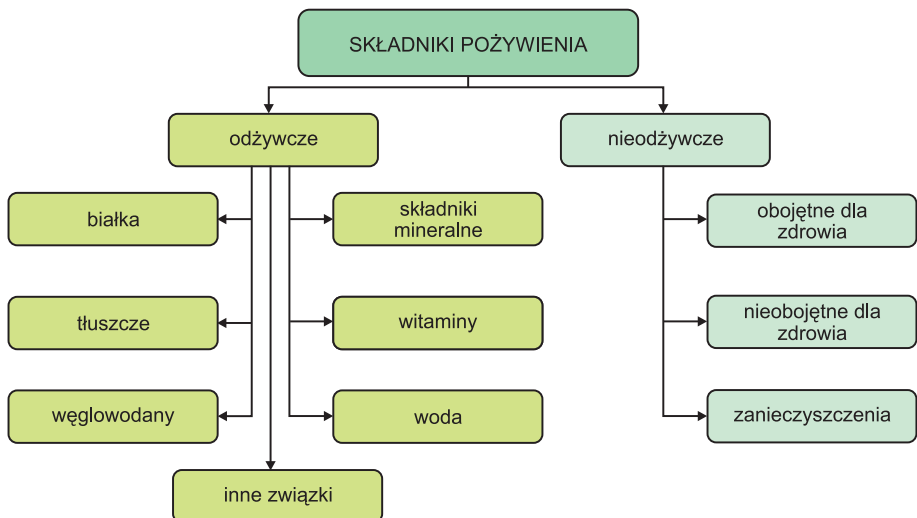 SKŁADNIKI POŻYWIENIA
odżywcze
nieodżywcze
białka
składniki
mineralne
obojętne dla
zdrowia
tłuszcze
witaminy
nieobojętne dla
zdrowia
węglowodany
woda
zanieczyszczenia
inne związki